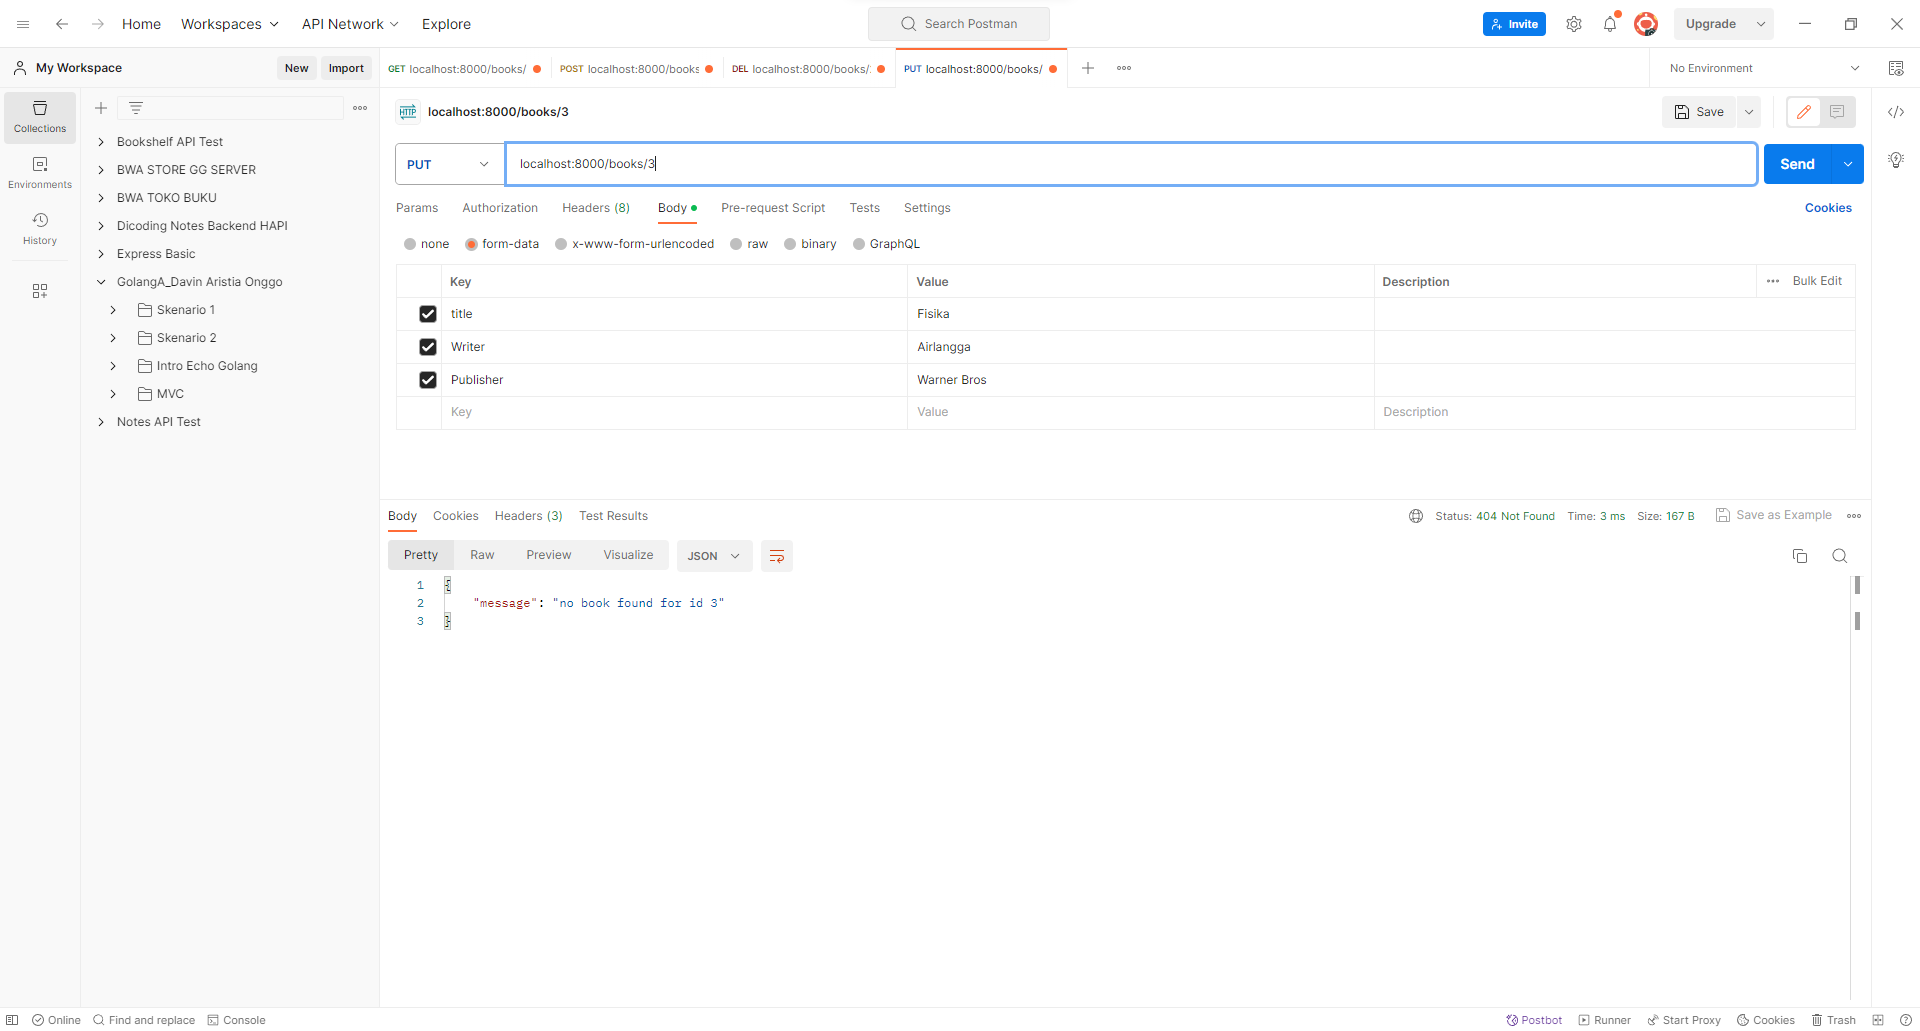 Home Workspaces API Network Explore Search Postman Invite Upgrade
My Workspace New Import GET localhost:8000/books/ POST localhost:8000/books DEL localhost:8000/books/ PUT localhost:8000/books/ No Environment
Collections
Environments
History
Bookshelf API Test
BWA STORE GG SERVER
BWA TOKO BUKU
Dicoding Notes Backend HAPI
Express Basic
GolangA_Davin Aristia Onggo
Skenario 1
Skenario 2
Intro Echo Golang
MVC
Notes API Test
HTTP localhost:8000/books/3 Save
PUT localhost:8000/books/3 Send
Params Authorization Headers (8) Body Pre-request Script Tests Settings Cookies
none form-data x-www-form-urlencoded raw binary GraphQL
Key Value Description Bulk Edit
title Fisika
Writer Airlangga
Publisher Warner Bros
Key Value Description
Body Cookies Headers (3) Test Results Status: 404 Not Found Time: 3 ms Size: 167 B Save as Example
Pretty Raw Preview Visualize JSON
1 {
2 "message": "no book found for id 3"
3 }
Online Find and replace Console Postbot Runner Start Proxy Cookies Trash